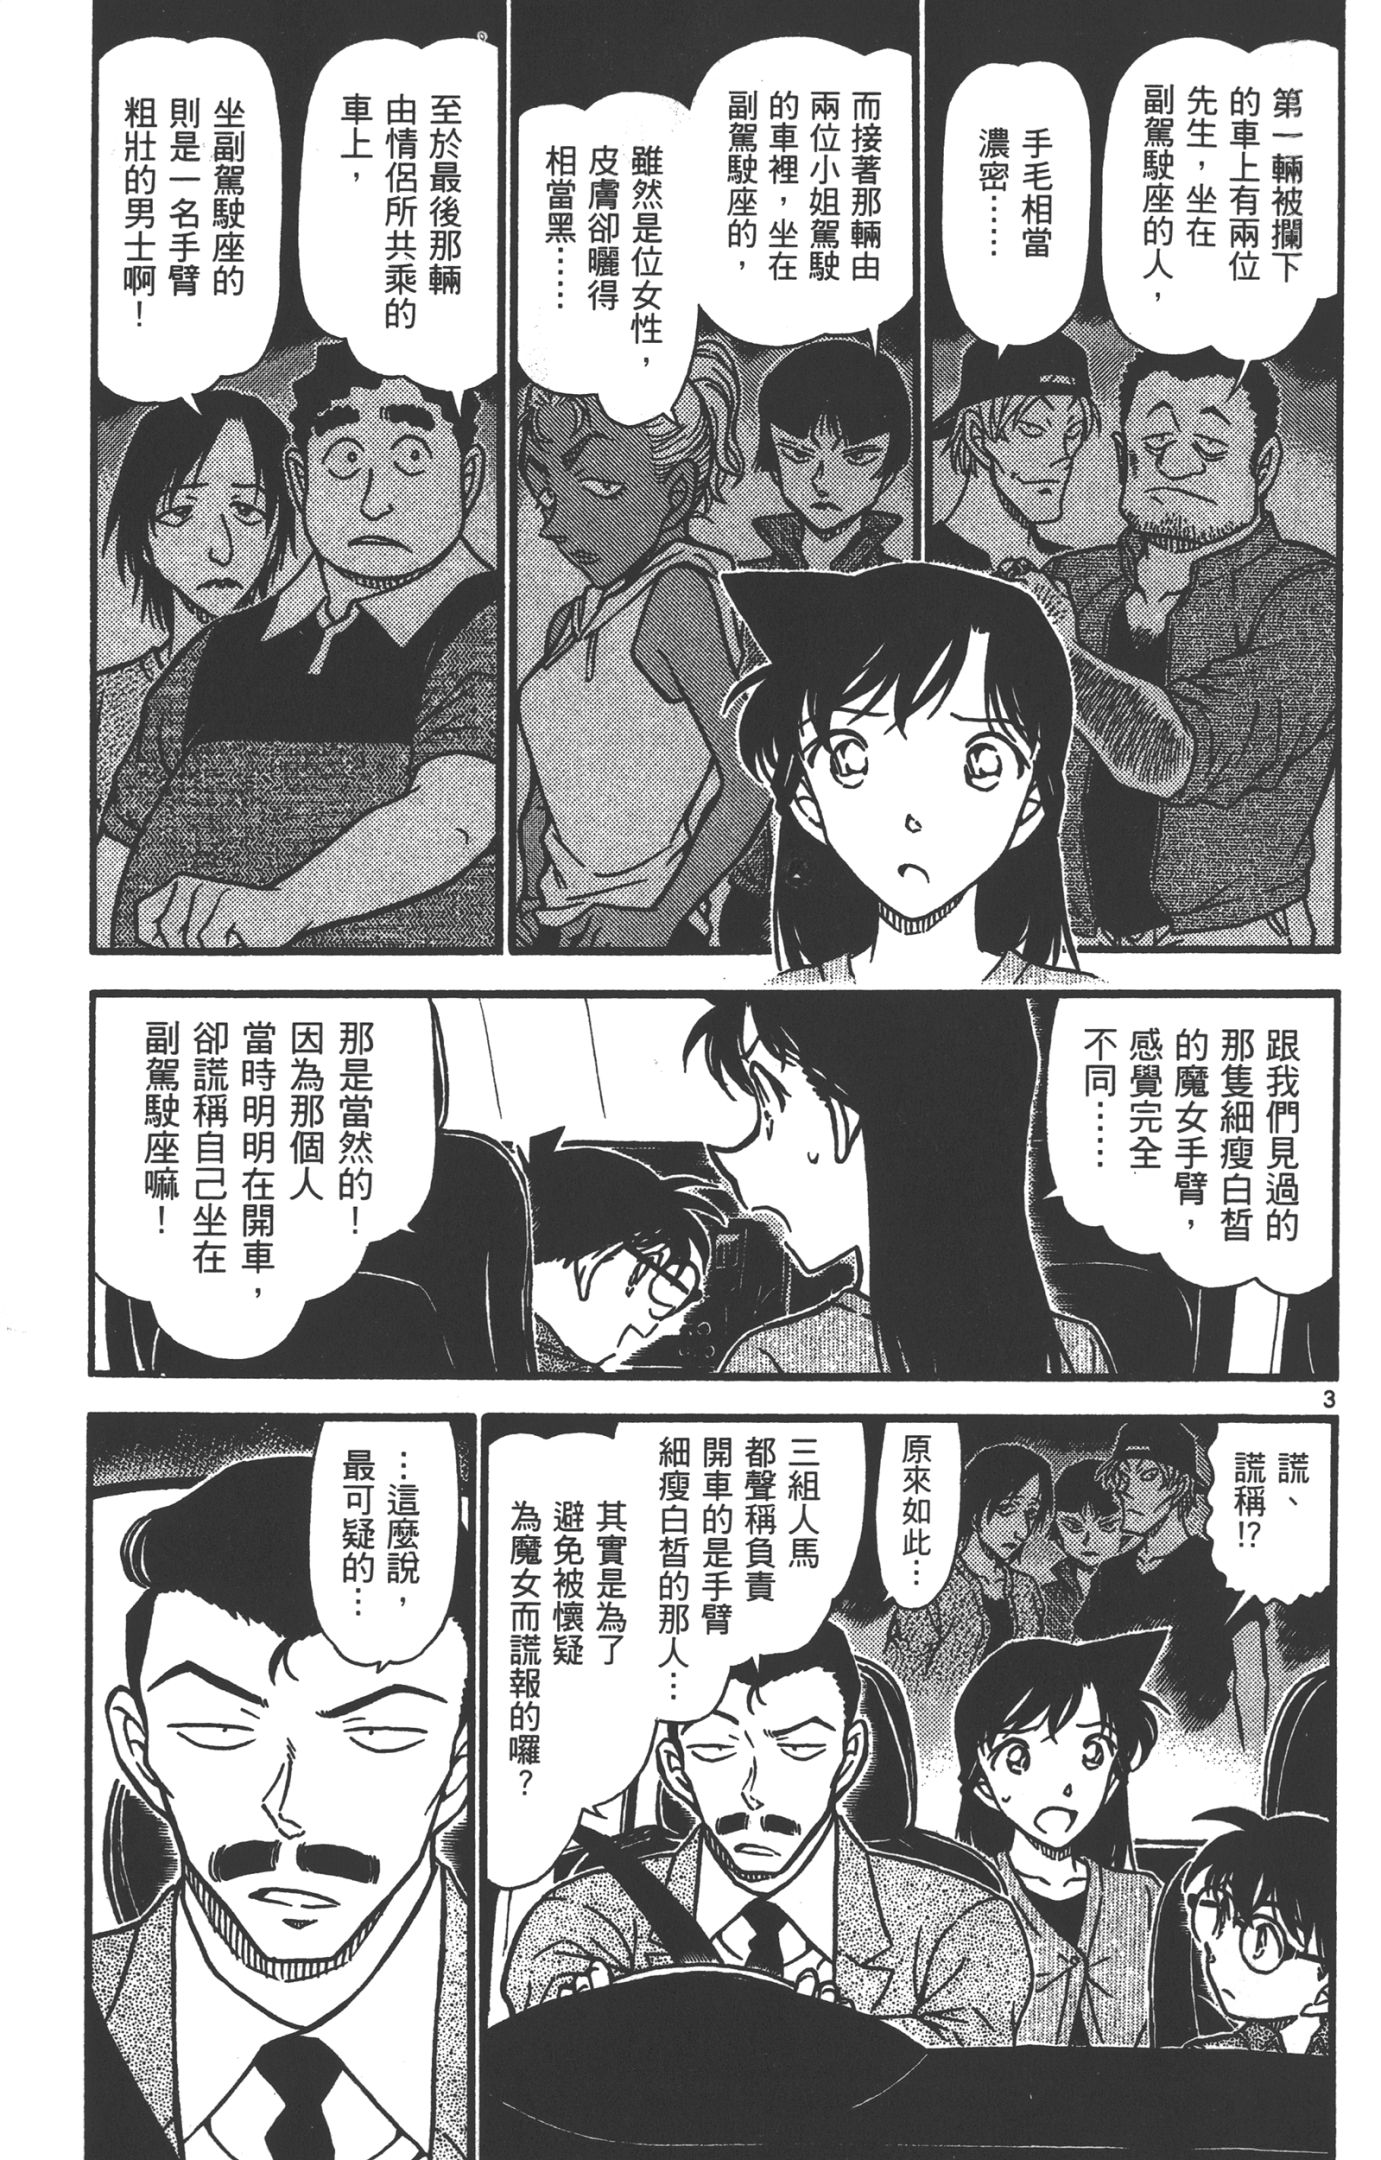 第一輛被攔下
的車上有兩位
先生，坐在
副駕駛座的人，
手毛相當
濃密……
而接著那輛由
兩位小姐駕駛
的車裡，坐在
副駕駛座的，
雖然是位女性，
皮膚卻曬得
相當黑……
至於最後那輛
由情侶所共乘的
車上，
坐副駕駛座的
則是一名手臂
粗壯的男士啊！
跟我們見過的
那隻細瘦白皙
的魔女手臂，
感覺完全
不同……
那是當然的！
因為那個人
當時明明在開車，
卻謊稱自己坐在
副駕駛座嘛！
3
謊、
謊稱!?
原來如此…
三組人馬
都聲稱負責
開車的是手臂
細瘦白皙的那人…
其實是為了
避免被懷疑
為魔女而謊報的囉？
…這麼說，
最可疑的…